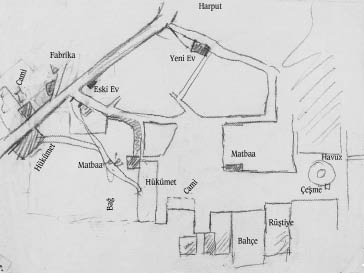 Harput
Fabrika
Yeni Ev
Cami
Eski Ev
Hükümet
Matbaa
Matbaa
Havuz
Hükümet
Cami
Çeşme
Bağ
Rüştiye
Bahçe